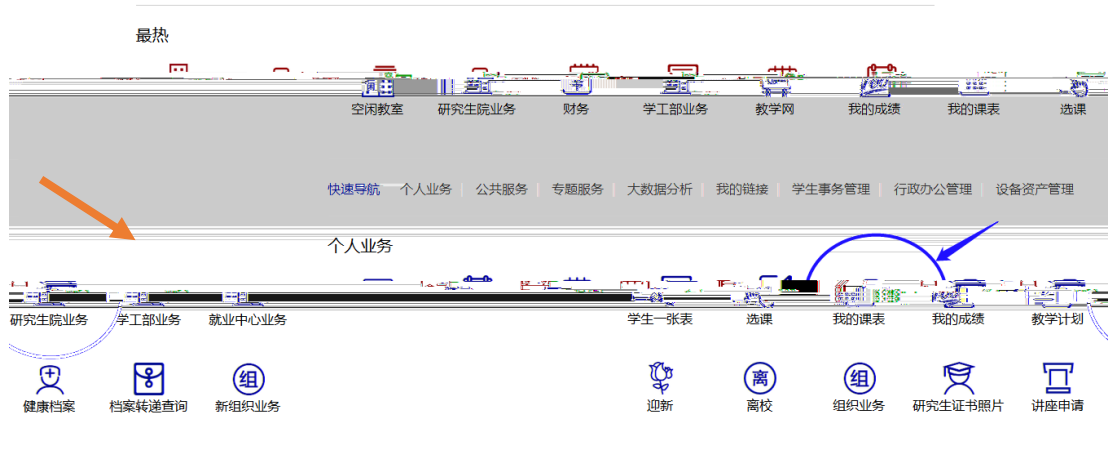 最热
空闲教室 研究生院业务 财务 学工部业务 教学网 我的成绩 我的课表 选课
快速导航 个人业务 公共服务 专题服务 大数据分析 我的链接 学生事务管理 行政办公管理 设备资产管理
个人业务
研究生院业务 学工部业务 就业中心业务 学生一张表 选课 我的课表 我的成绩 教学计划
组 离 组
健康档案 档案转递查询 新组织业务 迎新 离校 组织业务 研究生证书照片 讲座申请